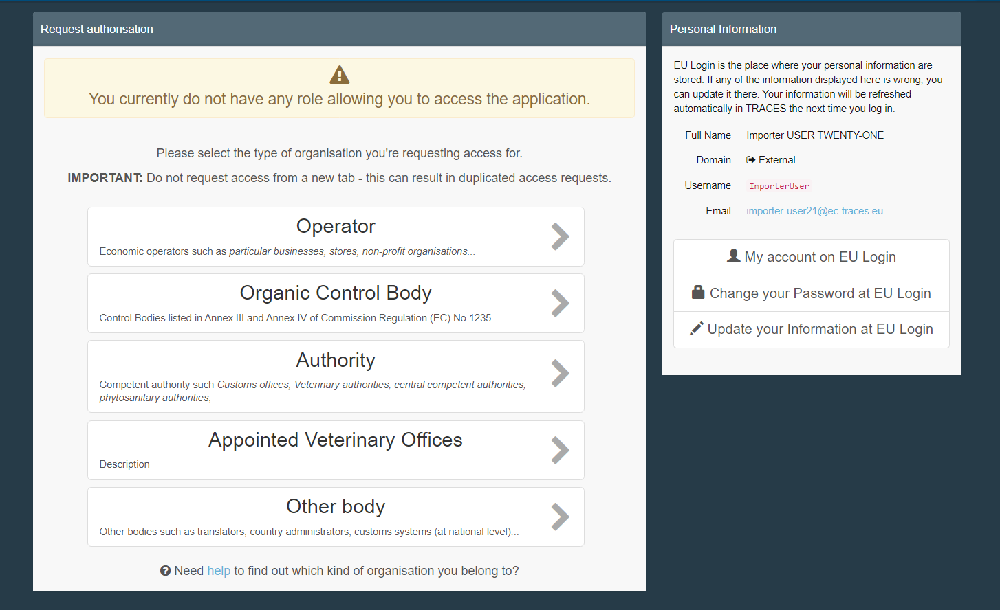 Request authorisation
You currently do not have any role allowing you to access the application.
Please select the type of organisation you're requesting access for.
IMPORTANT: Do not request access from a new tab - this can result in duplicated access requests.
Operator
Economic operators such as particular businesses, stores, non-profit organisations...
Organic Control Body
Control Bodies listed in Annex III and Annex IV of Commission Regulation (EC) No 1235
Authority
Competent authority such Customs offices, Veterinary authorities, central competent authorities,
phytosanitary authorities,
Appointed Veterinary Offices
Description
Other body
Other bodies such as translators, country administrators, customs systems (at national level)...
Need help to find out which kind of organisation you belong to?
Personal Information
EU Login is the place where your personal information are
stored. If any of the information displayed here is wrong, you
can update it there. Your information will be refreshed
automatically in TRACES the next time you log in.
Full Name Importer USER TWENTY-ONE
Domain External
Username ImporterUser
Email importer-user21@ec-traces.eu
My account on EU Login
Change your Password at EU Login
Update your Information at EU Login